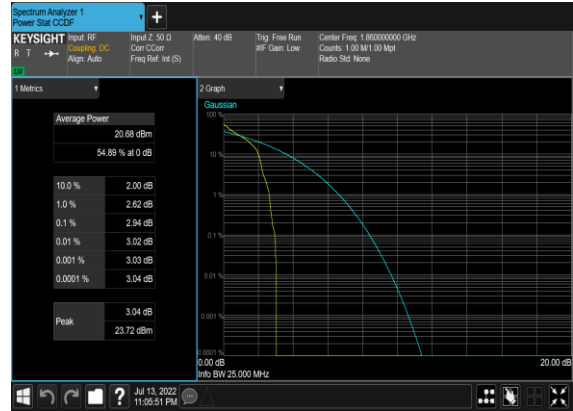 Spectrum Analyzer 1
Power Stat CCDF
KEYSIGHT
R T
LXI
Input: RF
Coupling: DC
Align: Auto
Input Z: 50 Ω
Corr CCorr
Freq Ref: Int (S)
Atten: 40 dB
Trig: Free Run
#IF Gain: Low
Center Freq: 1.860000000 GHz
Counts: 1.00 M/1.00 Mpt
Radio Std: None
1 Metrics
Average Power
20.68 dBm
54.89 % at 0 dB
10.0 % 2.00 dB
1.0 % 2.62 dB
0.1 % 2.94 dB
0.01 % 3.02 dB
0.001 % 3.03 dB
0.0001 % 3.04 dB
Peak
3.04 dB
23.72 dBm
2 Graph
Gaussian
100 %
10 %
1 %
0.1 %
0.01 %
0.001 %
0.0001 %
0.00 dB
20.00 dB
Info BW 25.000 MHz
?
Jul 13, 2022
11:05:51 PM